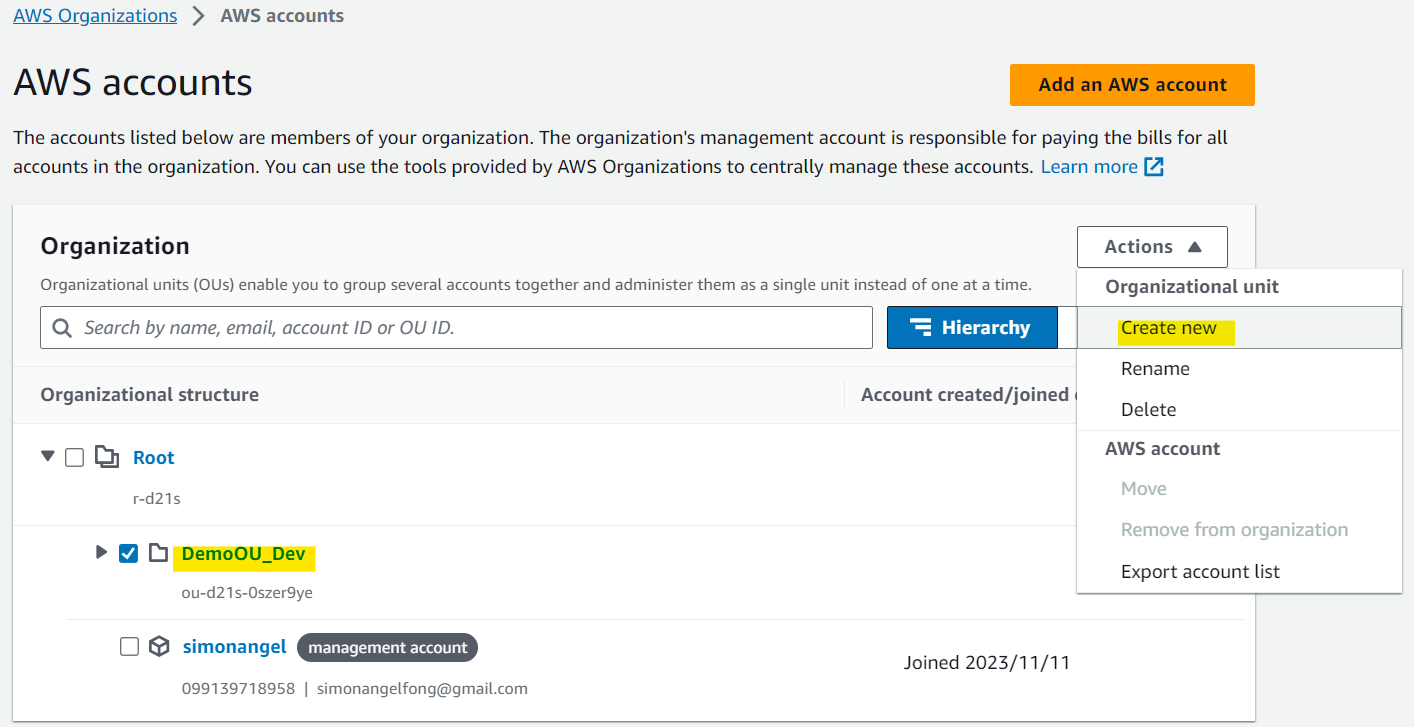 AWS Organizations > AWS accounts
AWS accounts
Add an AWS account
The accounts listed below are members of your organization. The organization's management account is responsible for paying the bills for all
accounts in the organization. You can use the tools provided by AWS Organizations to centrally manage these accounts. Learn more
Organization
Actions
Organizational units (OUs) enable you to group several accounts together and administer them as a single unit instead of one at a time.
Organizational unit
Search by name, email, account ID or OU ID.
Hierarchy
Create new
Rename
Delete
Organizational structure
Account created/joined
AWS account
Root
Move
r-d21s
Remove from organization
DemoOU_Dev
Export account list
ou-d21s-0szer9ye
simonangel
management account
Joined 2023/11/11
099139718958 | simonangelfong@gmail.com